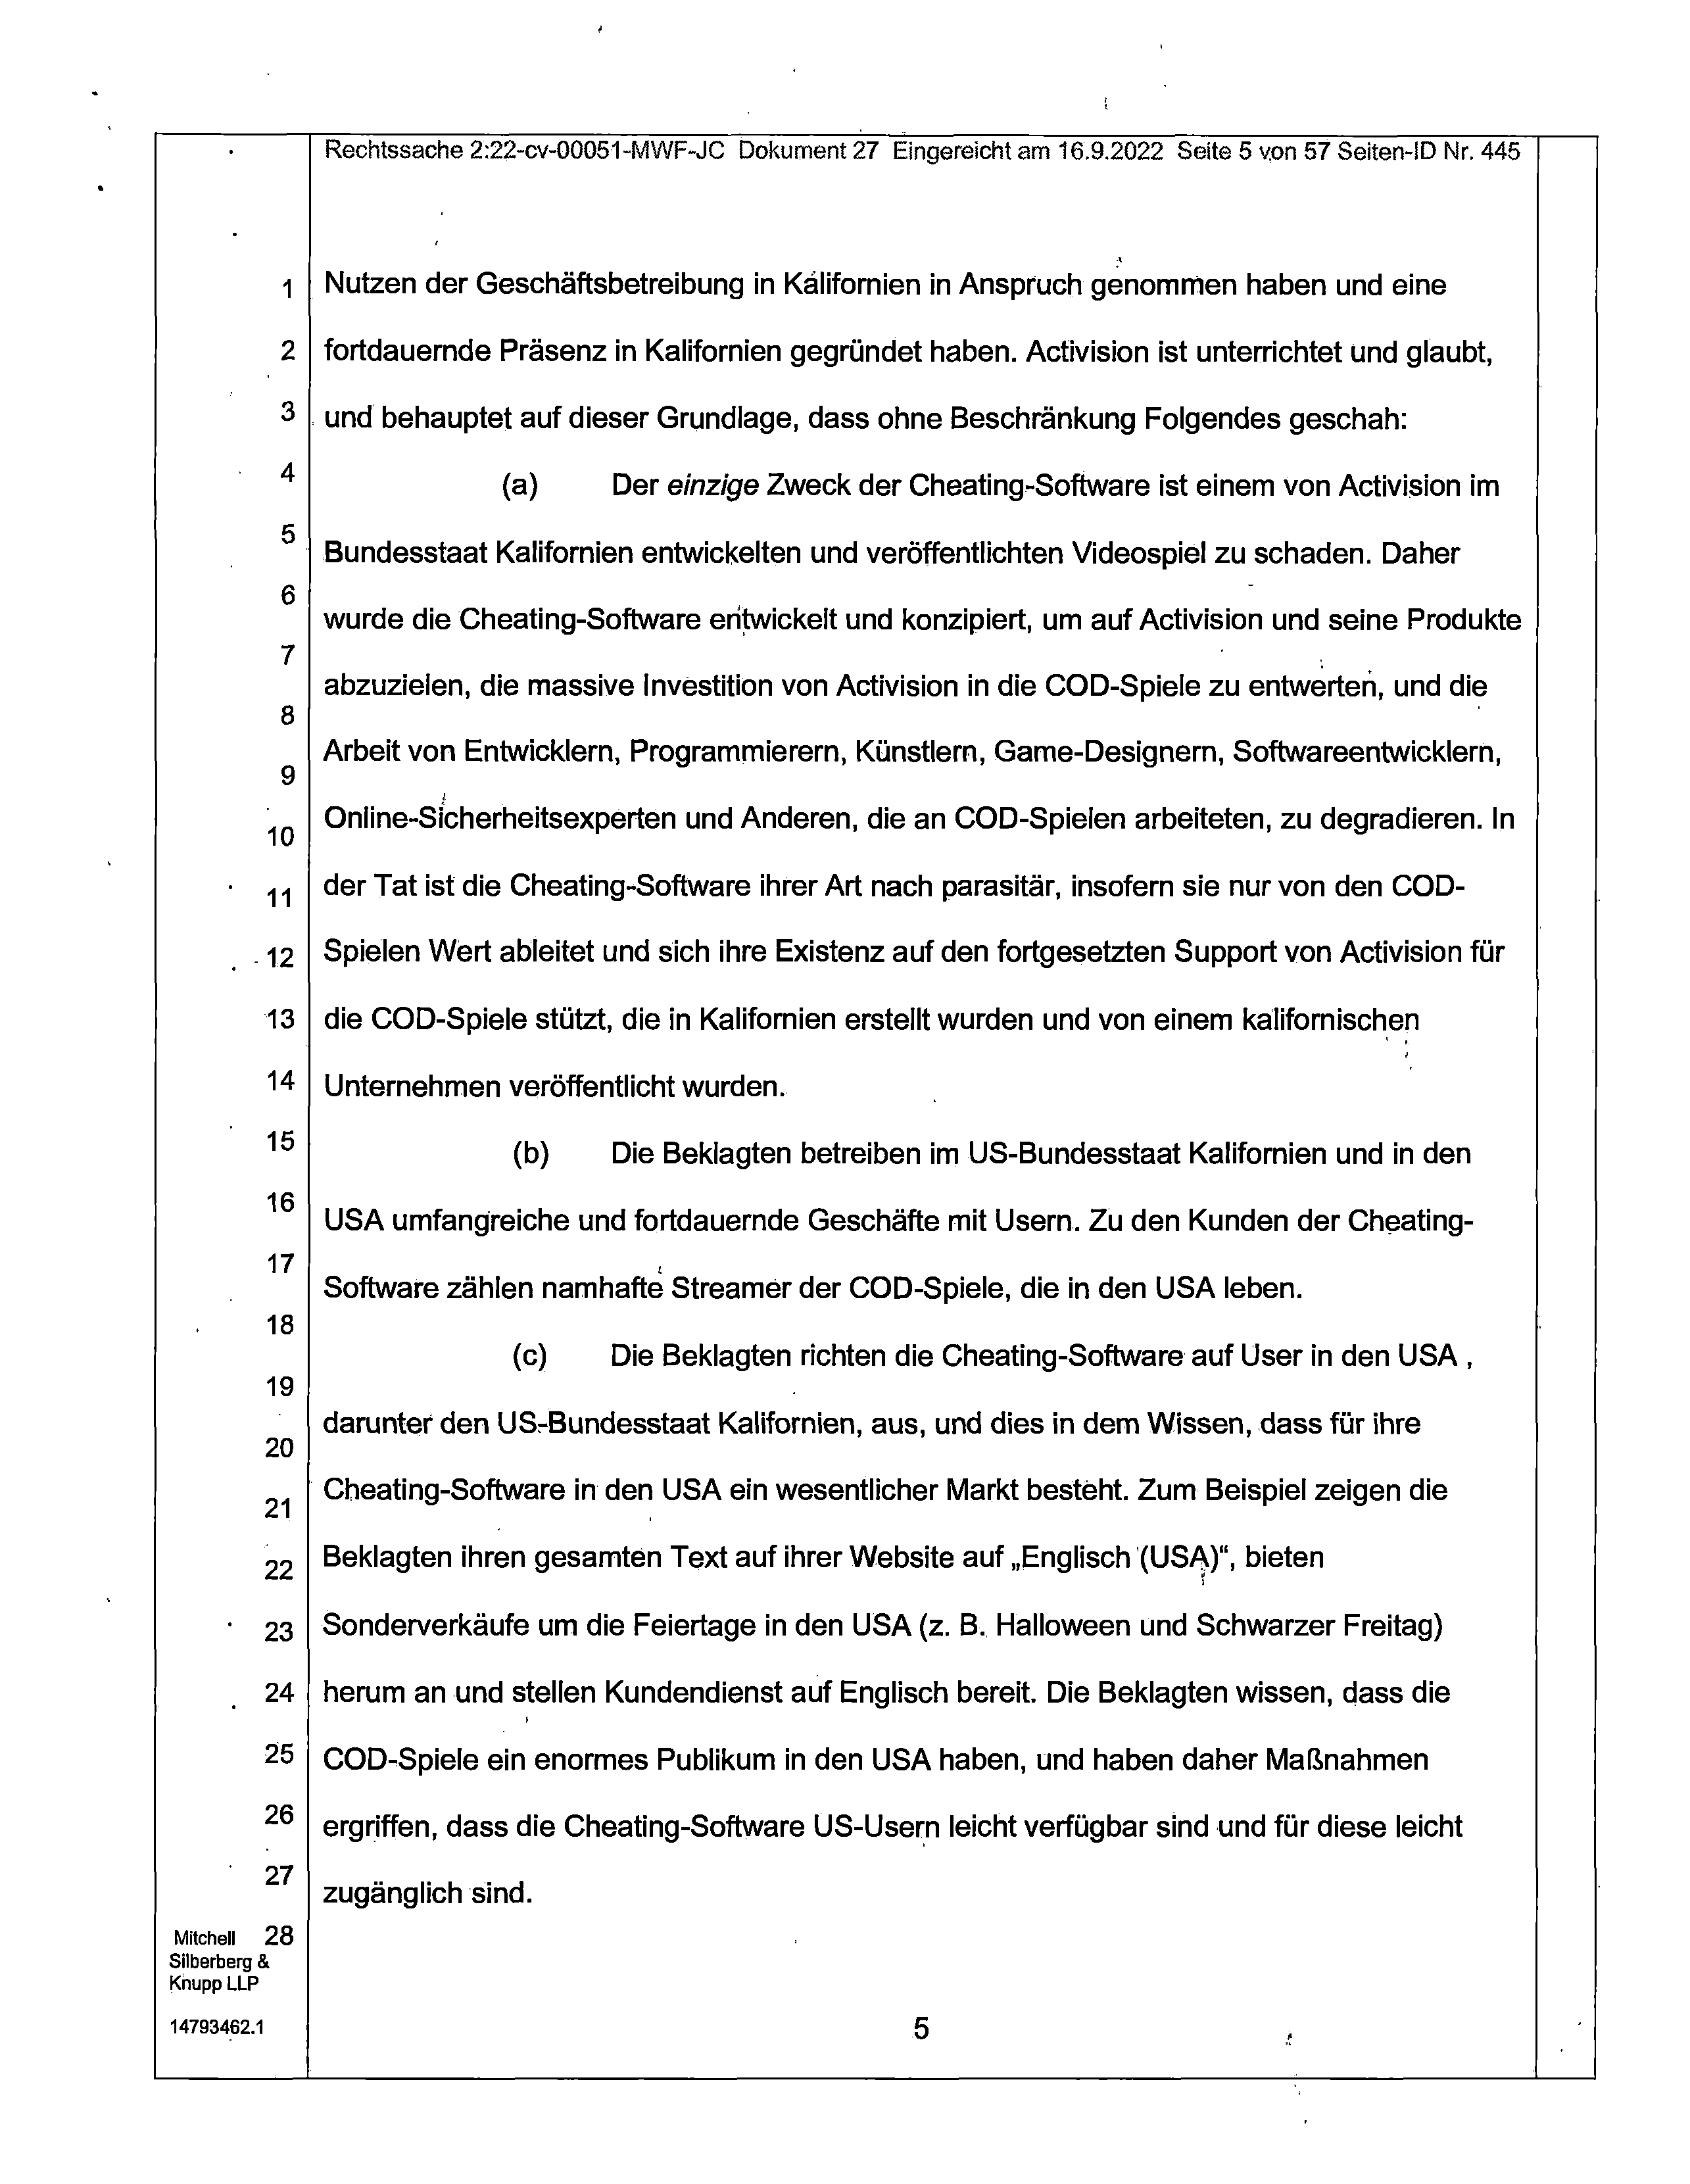 Rechtssache 2:22-cv-00051-MWF-JC Dokument 27 Eingereicht am 16.9.2022 Seite 5 von 57 Seiten-ID Nr. 445
1 Nutzen der Geschäftsbetreibung in Kalifornien in Anspruch genommen haben und eine
2 fortdauernde Präsenz in Kalifornien gegründet haben. Activision ist unterrichtet und glaubt,
3 und behauptet auf dieser Grundlage, dass ohne Beschränkung Folgendes geschah:
4 (a) Der einzige Zweck der Cheating-Software ist einem von Activision im
5 Bundesstaat Kalifornien entwickelten und veröffentlichten Videospiel zu schaden. Daher
6 wurde die Cheating-Software entwickelt und konzipiert, um auf Activision und seine Produkte
7
abzuzielen, die massive Investition von Activision in die COD-Spiele zu entwerten, und die
8
Arbeit von Entwicklern, Programmierern, Künstlern, Game-Designern, Softwareentwicklern,
9
Online-Sicherheitsexperten und Anderen, die an COD-Spielen arbeiteten, zu degradieren. In
10
der Tat ist die Cheating-Software ihrer Art nach parasitär, insofern sie nur von den COD-
11
12 Spielen Wert ableitet und sich ihre Existenz auf den fortgesetzten Support von Activision für
13 die COD-Spiele stützt, die in Kalifornien erstellt wurden und von einem kalifornischen
14 Unternehmen veröffentlicht wurden.
15 (b) Die Beklagten betreiben im US-Bundesstaat Kalifornien und in den
16 USA umfangreiche und fortdauernde Geschäfte mit Usern. Zu den Kunden der Cheating-
17
Software zählen namhafte Streamer der COD-Spiele, die in den USA leben.
18
(c) Die Beklagten richten die Cheating-Software auf User in den USA ,
19
darunter den US-Bundesstaat Kalifornien, aus, und dies in dem Wissen, dass für ihre
20
Cheating-Software in den USA ein wesentlicher Markt besteht. Zum Beispiel zeigen die
21
22 Beklagten ihren gesamten Text auf ihrer Website auf „Englisch (USA)“, bieten
23 Sonderverkäufe um die Feiertage in den USA (z. B. Halloween und Schwarzer Freitag)
24 herum an und stellen Kundendienst auf Englisch bereit. Die Beklagten wissen, dass die
25 COD-Spiele ein enormes Publikum in den USA haben, und haben daher Maßnahmen
26 ergriffen, dass die Cheating-Software US-Usern leicht verfügbar sind und für diese leicht
27
zugänglich sind.
Mitchell 28
Silberberg &
Knupp LLP
14793462.1
5